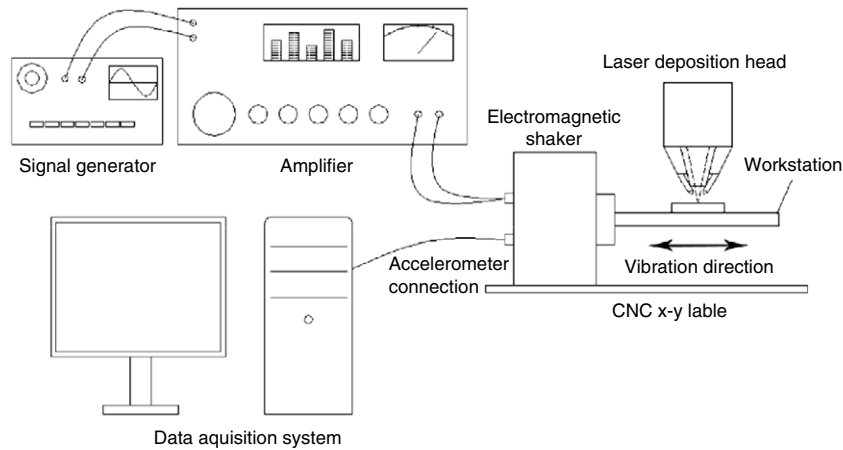 Laser deposition head
Electromagnetic
shaker
Signal generator
Amplifier
Workstation
Accelerometer
connection
Vibration direction
CNC x-y lable
Data aquisition system